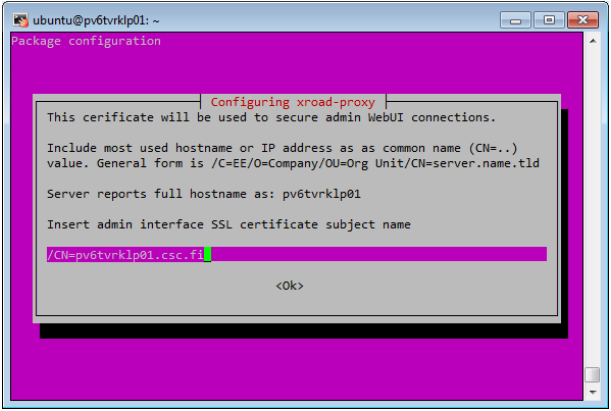 ubuntu@pv6tvrklp01: ~
Package configuration
Configuring xroad-proxy
This cerificate will be used to secure admin WebUI connections.
Include most used hostname or IP address as as common name (CN=..)
value. General form is /C=EE/O=Company/OU=Org Unit/CN=server.name.tld
Server reports full hostname as: pv6tvrklp01
Insert admin interface SSL certificate subject name
/CN=pv6tvrklp01.csc.fi
<Ok>